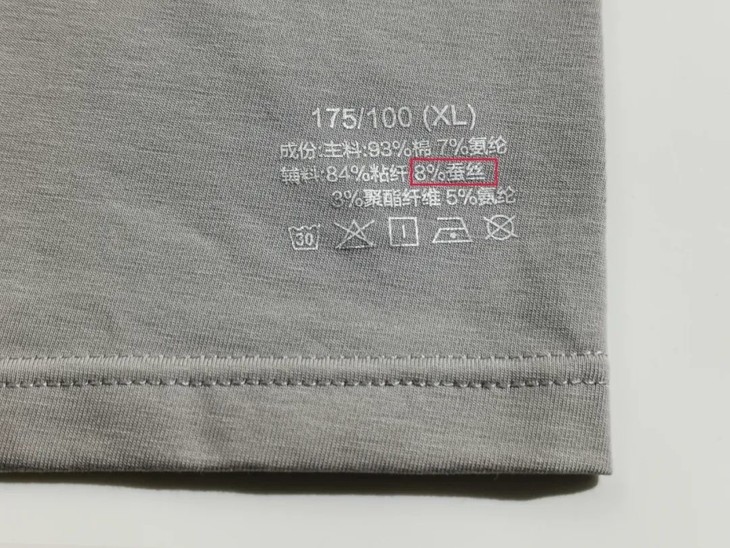 175/100 (XL)
成份:主料:93%棉 7%氨纶
辅料:84%粘纤 8%蚕丝
3%聚酯纤维 5%氨纶
30